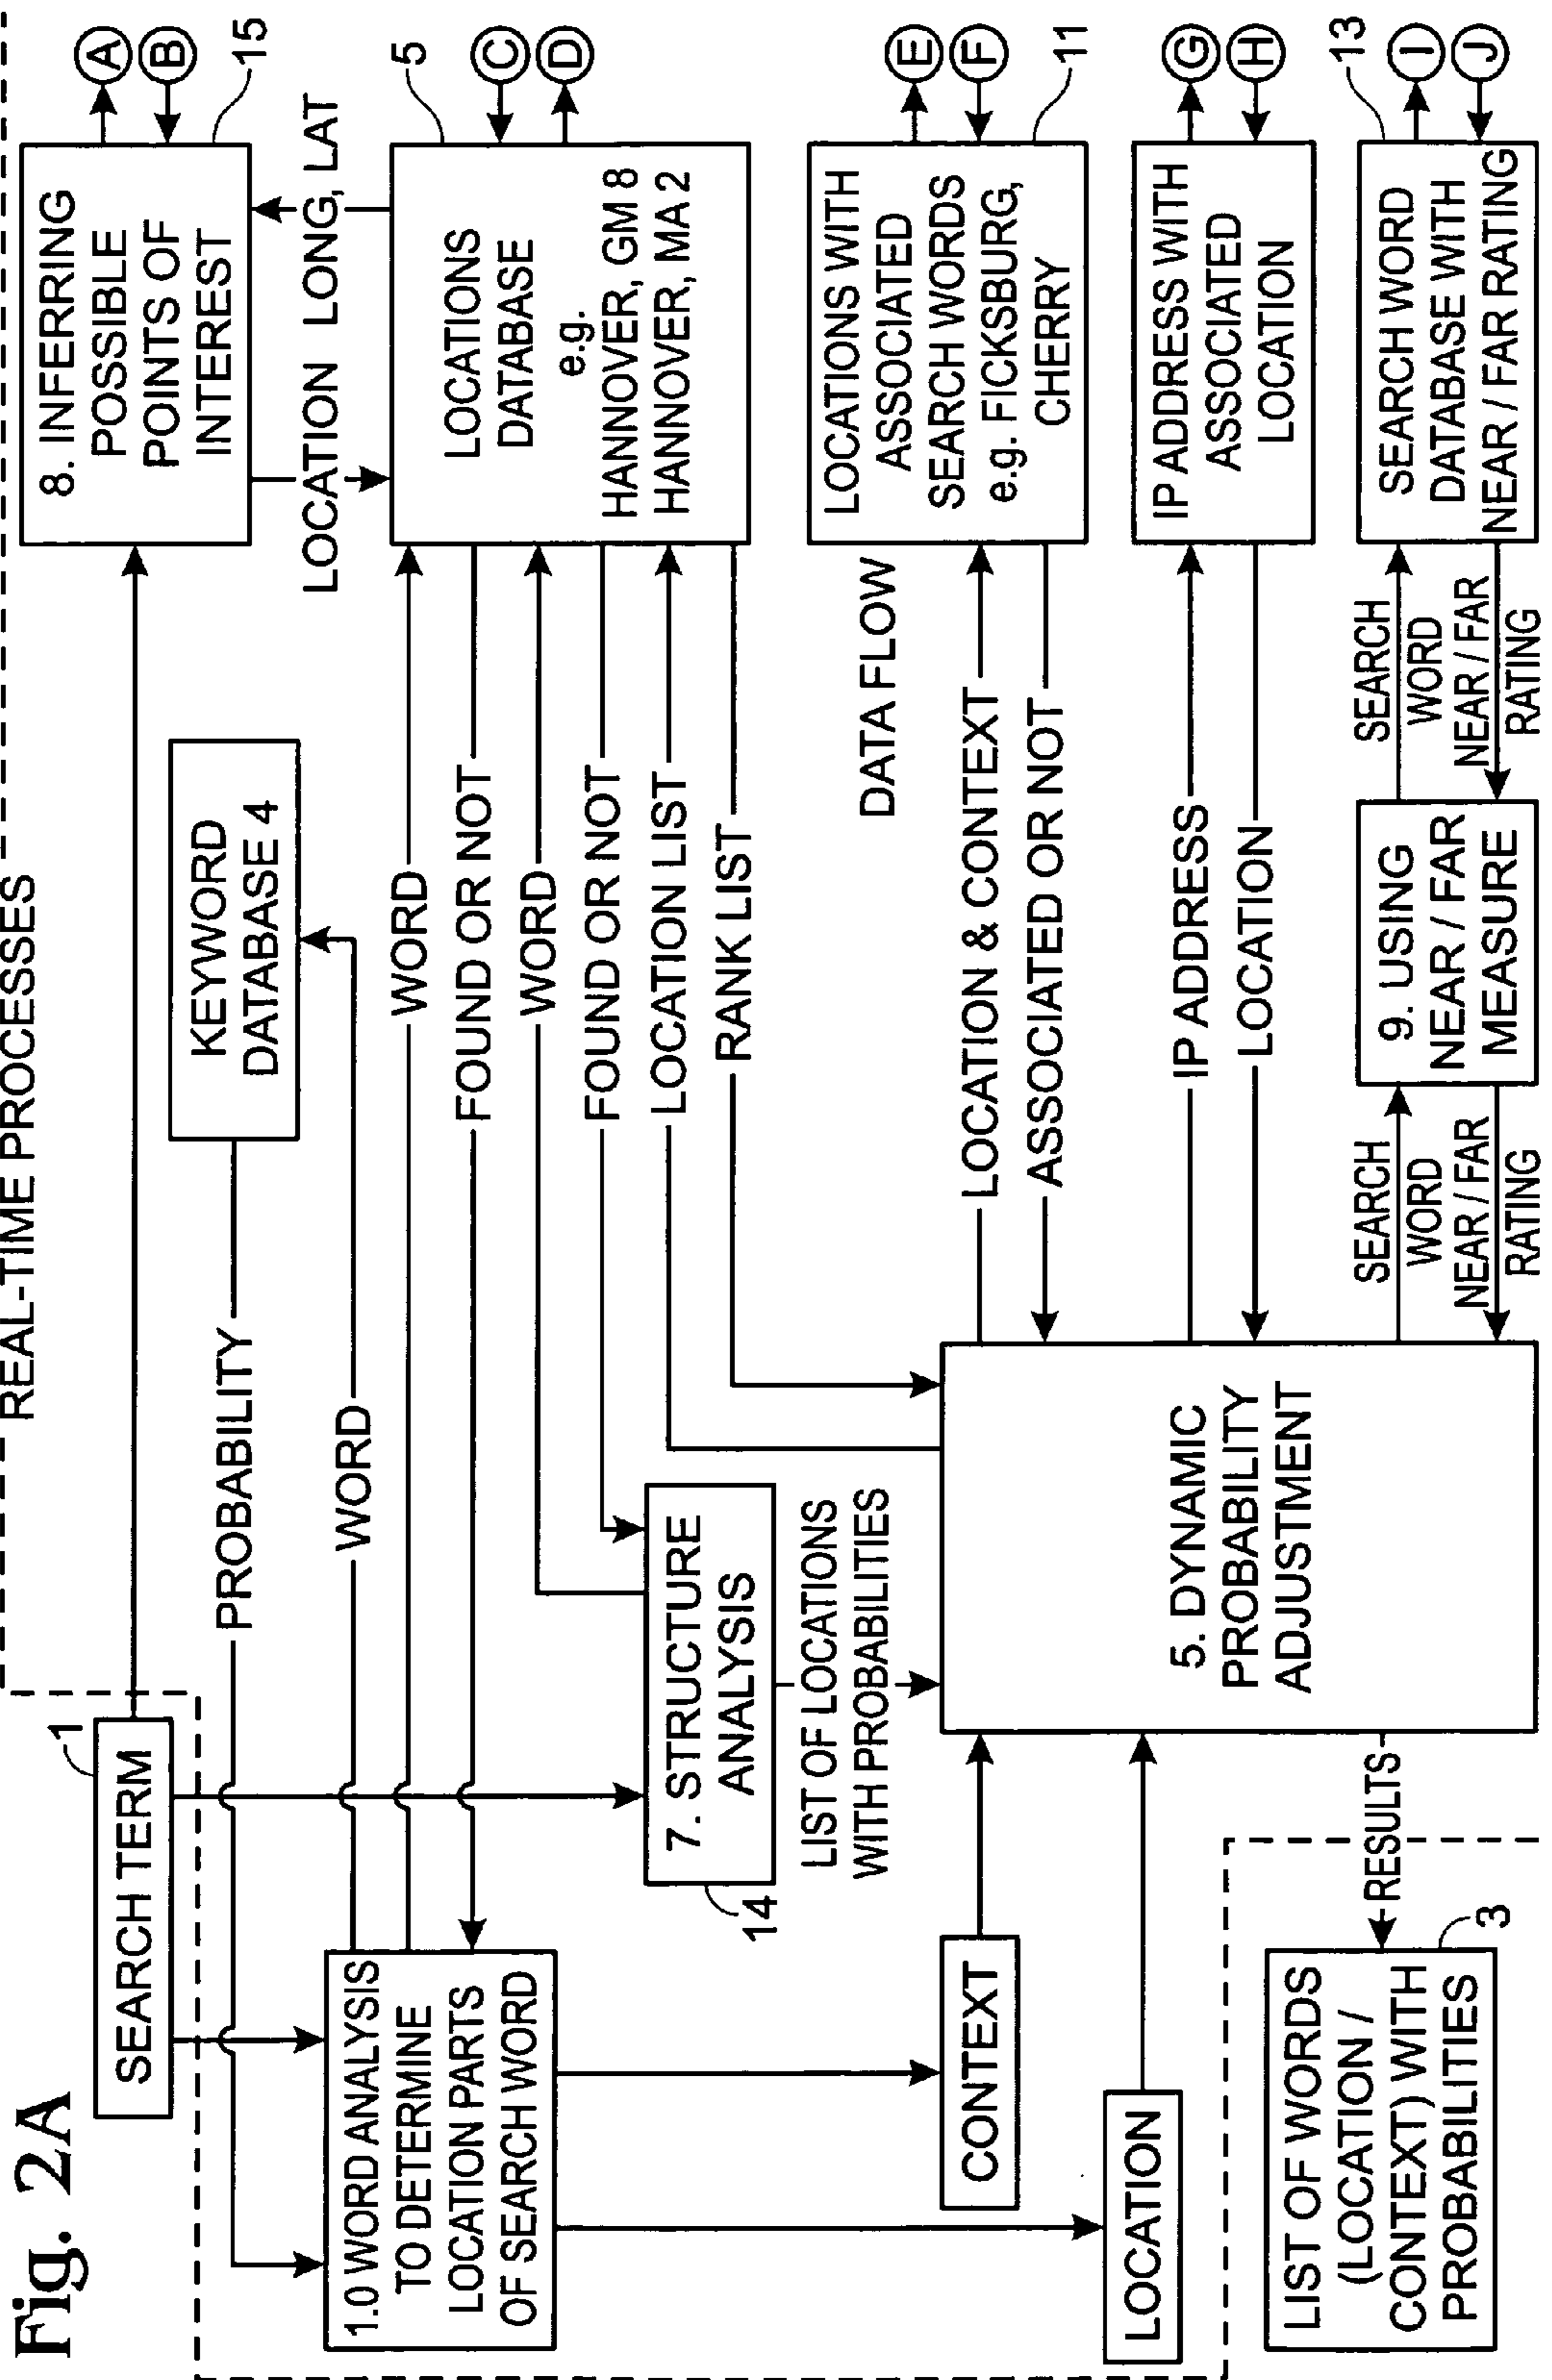 Fig. 2A
REAL-TIME PROCESSES
1
SEARCH TERM
8. INFERRING
POSSIBLE
POINTS OF
INTEREST
A
B
15
PROBABILITY
KEYWORD
DATABASE 4
WORD
LOCATION LONG, LAT
1.0 WORD ANALYSIS
TO DETERMINE
LOCATION PARTS
OF SEARCH WORD
WORD
FOUND OR NOT
WORD
FOUND OR NOT
LOCATION LIST
RANK LIST
LOCATIONS
DATABASE
e.g.
HANNOVER, GM 8
HANNOVER, MA 2
5
C
D
7. STRUCTURE
ANALYSIS
14
LIST OF LOCATIONS
WITH PROBABILITIES
DATA FLOW
LOCATIONS WITH
ASSOCIATED
SEARCH WORDS
e.g. FICKSBURG,
CHERRY
E
F
11
CONTEXT
LOCATION & CONTEXT
ASSOCIATED OR NOT
LOCATION
5. DYNAMIC
PROBABILITY
ADJUSTMENT
IP ADDRESS
LOCATION
IP ADDRESS WITH
ASSOCIATED
LOCATION
G
H
LIST OF WORDS
(LOCATION /
CONTEXT) WITH
PROBABILITIES
3
RESULTS
SEARCH
WORD
NEAR / FAR
RATING
9. USING
NEAR / FAR
MEASURE
SEARCH
WORD
NEAR / FAR
RATING
SEARCH WORD
DATABASE WITH
NEAR / FAR RATING
13
I
J